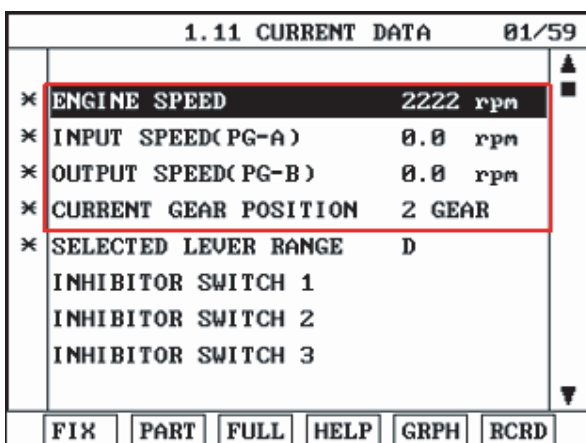 1.11 CURRENT DATA 01/59
* ENGINE SPEED 2222 rpm
* INPUT SPEED(PG-A) 0.0 rpm
* OUTPUT SPEED(PG-B) 0.0 rpm
* CURRENT GEAR POSITION 2 GEAR
* SELECTED LEVER RANGE D
INHIBITOR SWITCH 1
INHIBITOR SWITCH 2
INHIBITOR SWITCH 3
FIX PART FULL HELP GRPH RCRD